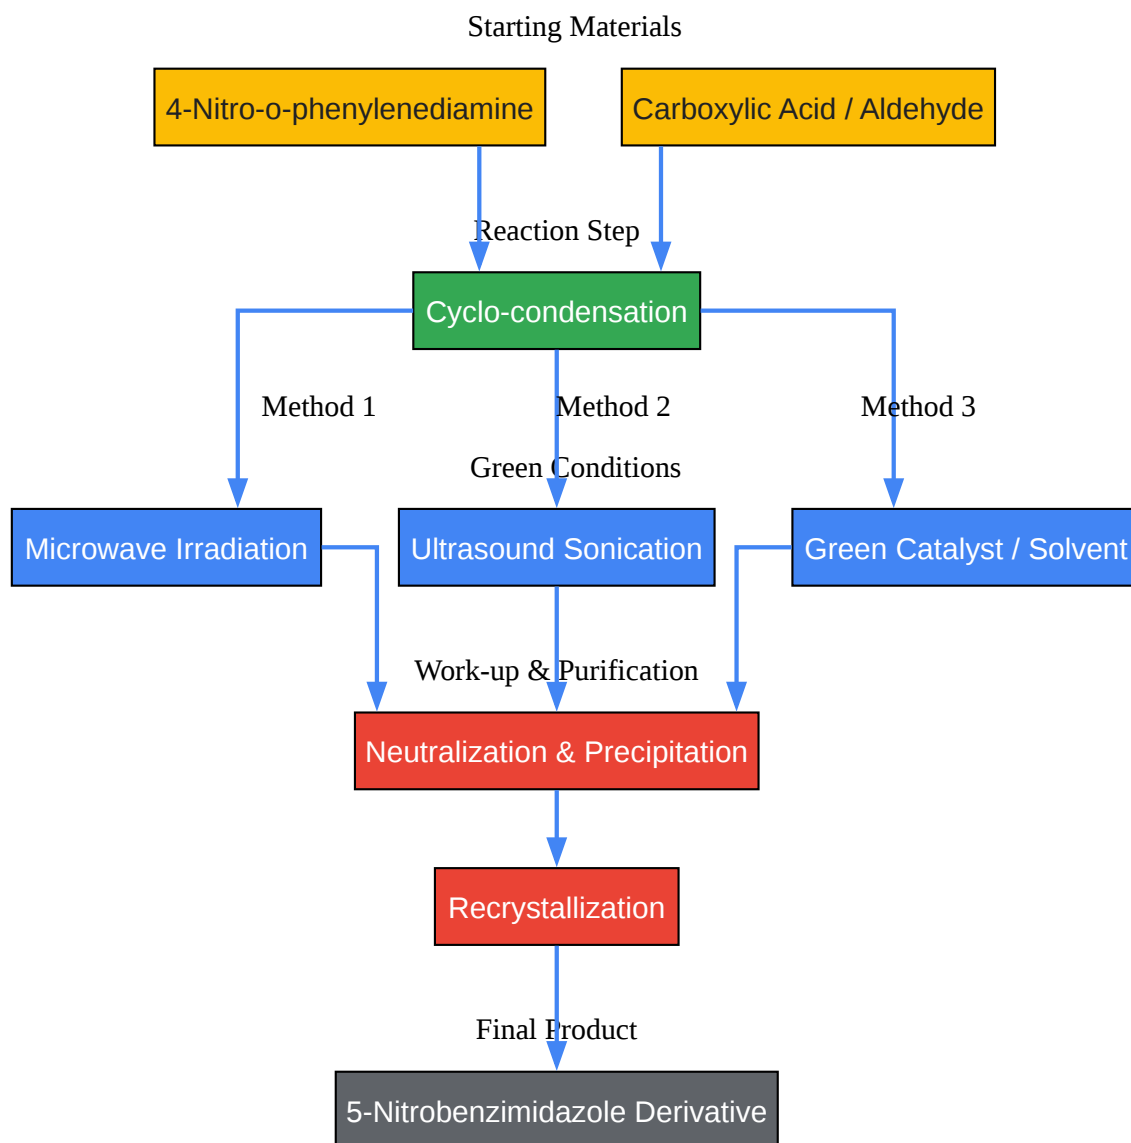 Starting Materials
4-Nitro-o-phenylenediamine
Carboxylic Acid / Aldehyde
Reaction Step
Cyclo-condensation
Method 1
Method 2
Method 3
Green Conditions
Microwave Irradiation
Ultrasound Sonication
Green Catalyst / Solvent
Work-up & Purification
Neutralization & Precipitation
Recrystallization
Final Product
5-Nitrobenzimidazole Derivative